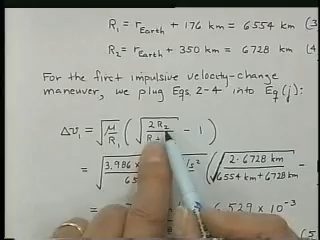 R₁ = r_Earth + 176 km = 6554 km (3
R₂ = r_Earth + 350 km = 6728 km (4
For the first impulsive velocity-change
maneuver, we plug Eqs. 2-4 into Eq(j):
Δv₁ = √(μ/R₁) ( √(2R₂/R₁+ ) - 1 )
= √(3.986 × /65 /s²) ( √(2·6728 km/6554 km + 6728 km) -
= 6.529 × 10⁻³